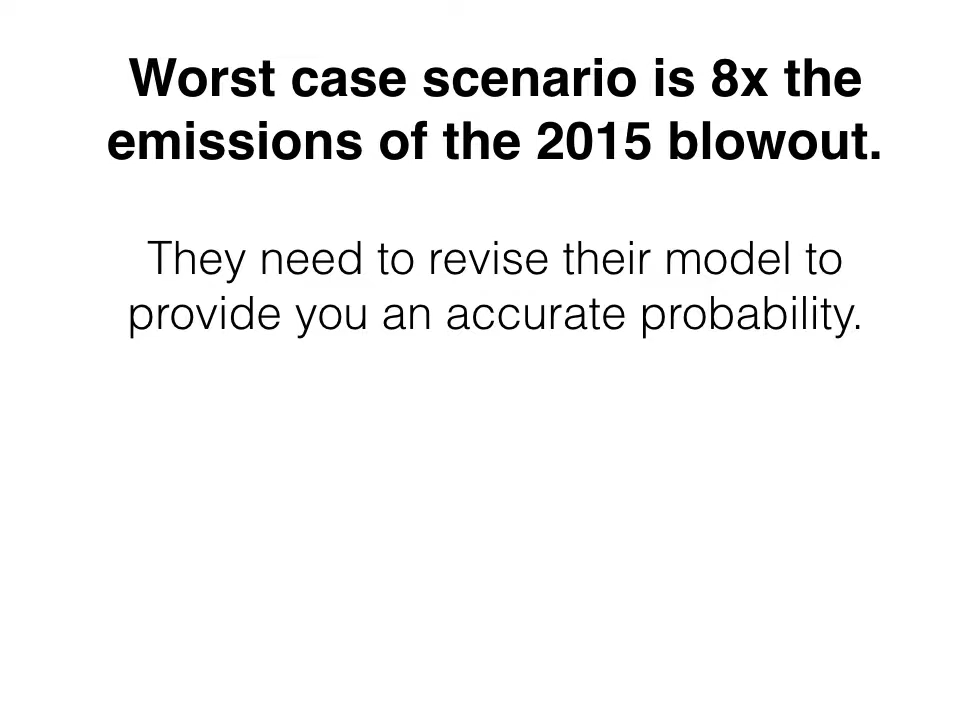 Worst case scenario is 8x the
emissions of the 2015 blowout.
They need to revise their model to
provide you an accurate probability.